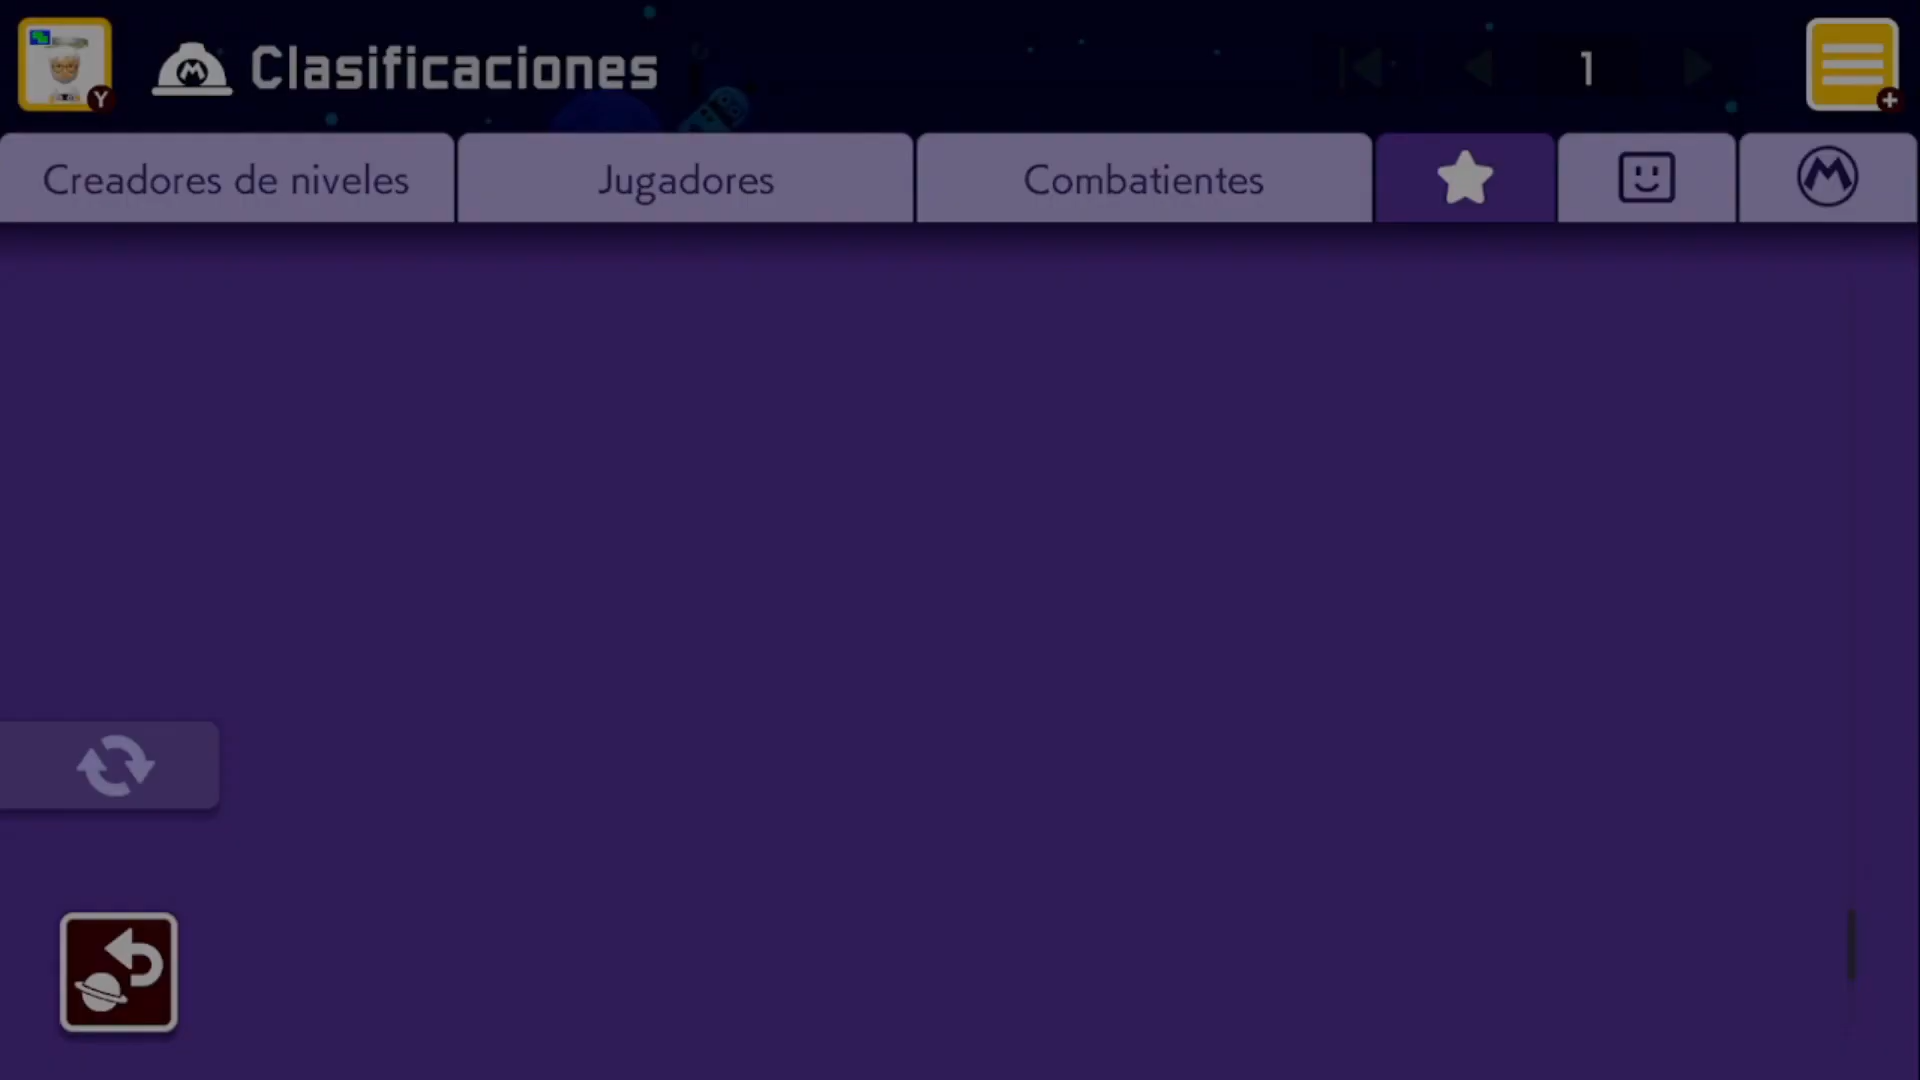 Clasificaciones
1
Y
+
Creadores de niveles
Jugadores
Combatientes